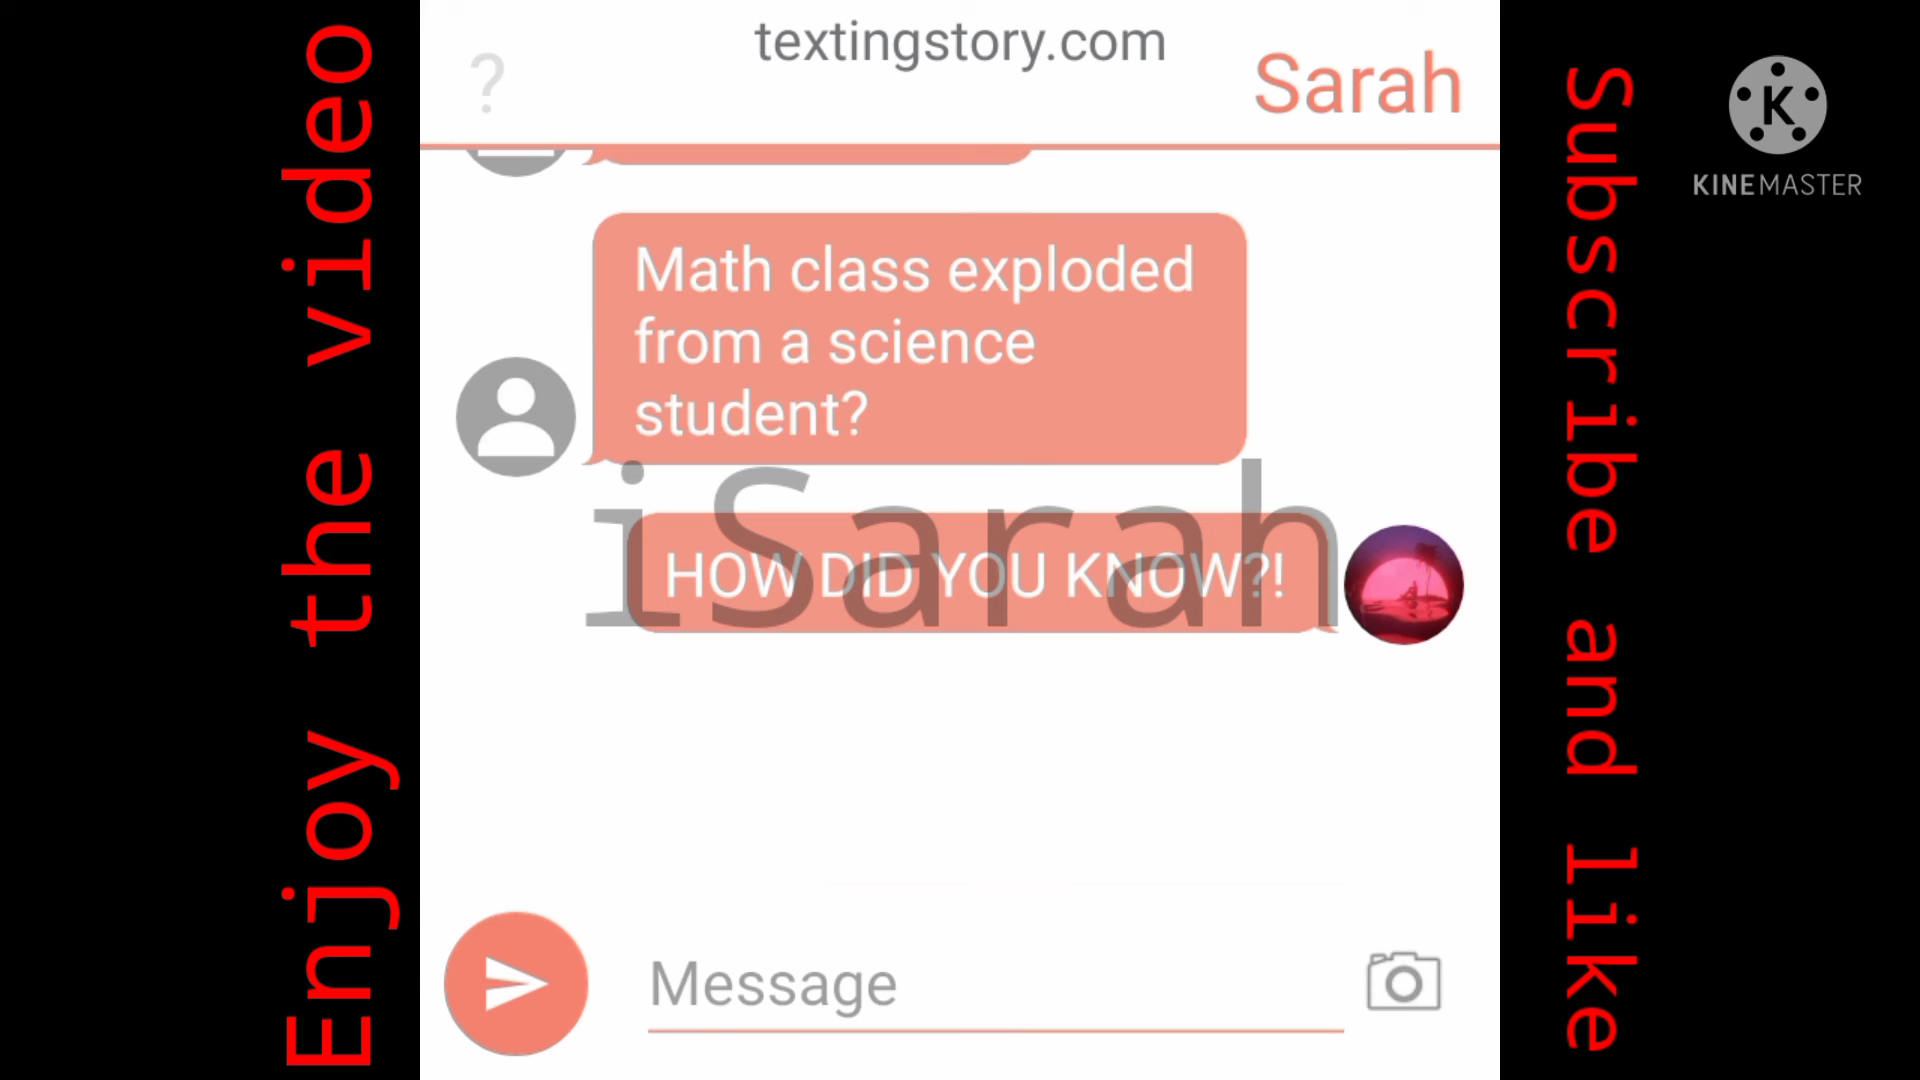 Enjoy the video
textingstory.com
?
Sarah
Math class exploded
from a science
student?
HOW DID YOU KNOW?!
iSarah
Message
Subscribe and like
K
KINEMASTER